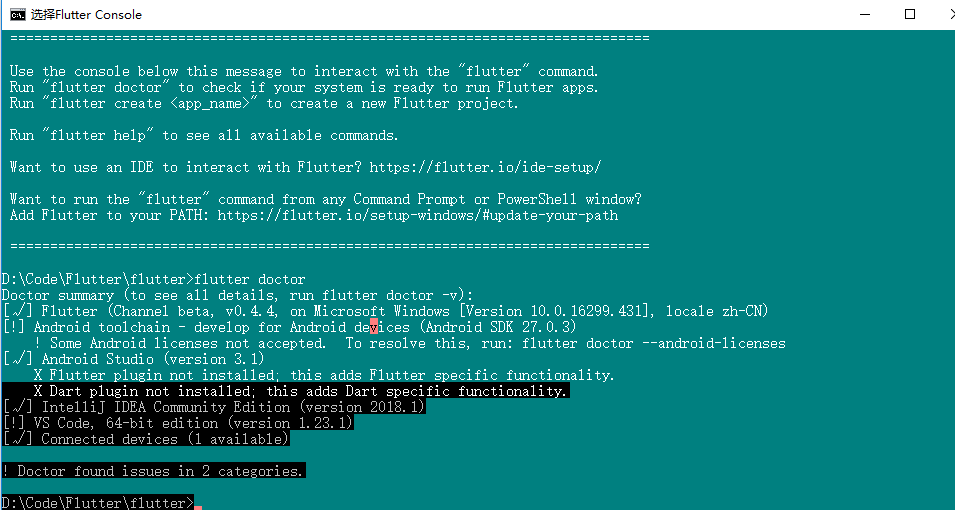 选择Flutter Console
================================================================================
Use the console below this message to interact with the "flutter" command.
Run "flutter doctor" to check if your system is ready to run Flutter apps.
Run "flutter create <app_name>" to create a new Flutter project.
Run "flutter help" to see all available commands.
Want to use an IDE to interact with Flutter? https://flutter.io/ide-setup/
Want to run the "flutter" command from any Command Prompt or PowerShell window?
Add Flutter to your PATH: https://flutter.io/setup-windows/#update-your-path
================================================================================
D:\Code\Flutter\flutter>flutter doctor
Doctor summary (to see all details, run flutter doctor -v):
[√] Flutter (Channel beta, v0.4.4, on Microsoft Windows [Version 10.0.16299.431], locale zh-CN)
[!] Android toolchain - develop for Android devices (Android SDK 27.0.3)
! Some Android licenses not accepted.  To resolve this, run: flutter doctor --android-licenses
[√] Android Studio (version 3.1)
X Flutter plugin not installed; this adds Flutter specific functionality.
X Dart plugin not installed; this adds Dart specific functionality.
[√] IntelliJ IDEA Community Edition (version 2018.1)
[!] VS Code, 64-bit edition (version 1.23.1)
[√] Connected devices (1 available)
! Doctor found issues in 2 categories.
D:\Code\Flutter\flutter>